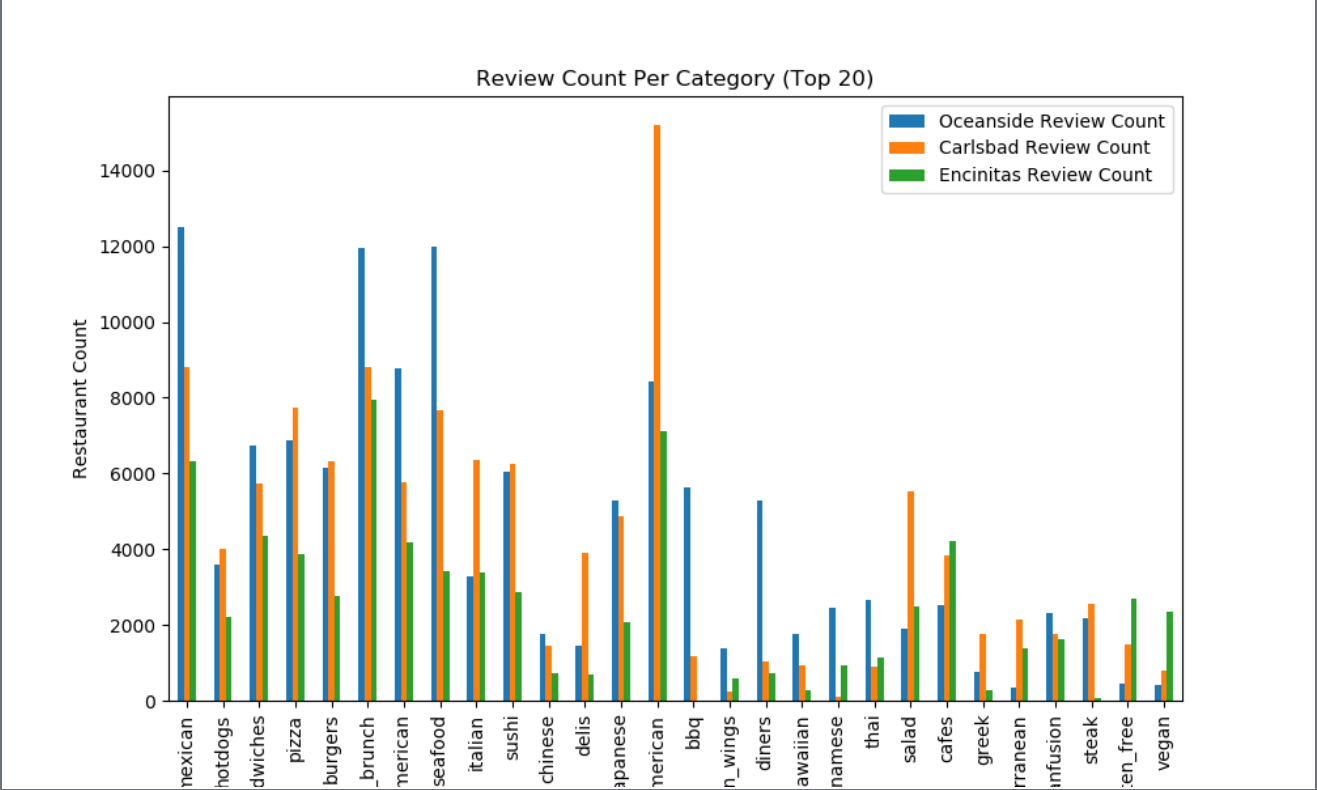 Review Count Per Category (Top 20)
Oceanside Review Count
Carlsbad Review Count
Encinitas Review Count
Restaurant Count
14000
12000
10000
8000
6000
4000
2000
0
mexican
hotdogs
dwiches
pizza
burgers
_brunch
merican
seafood
italian
sushi
chinese
delis
apanese
merican
bbq
n_wings
diners
awaiian
namese
thai
salad
cafes
greek
rranean
anfusion
steak
ten_free
vegan